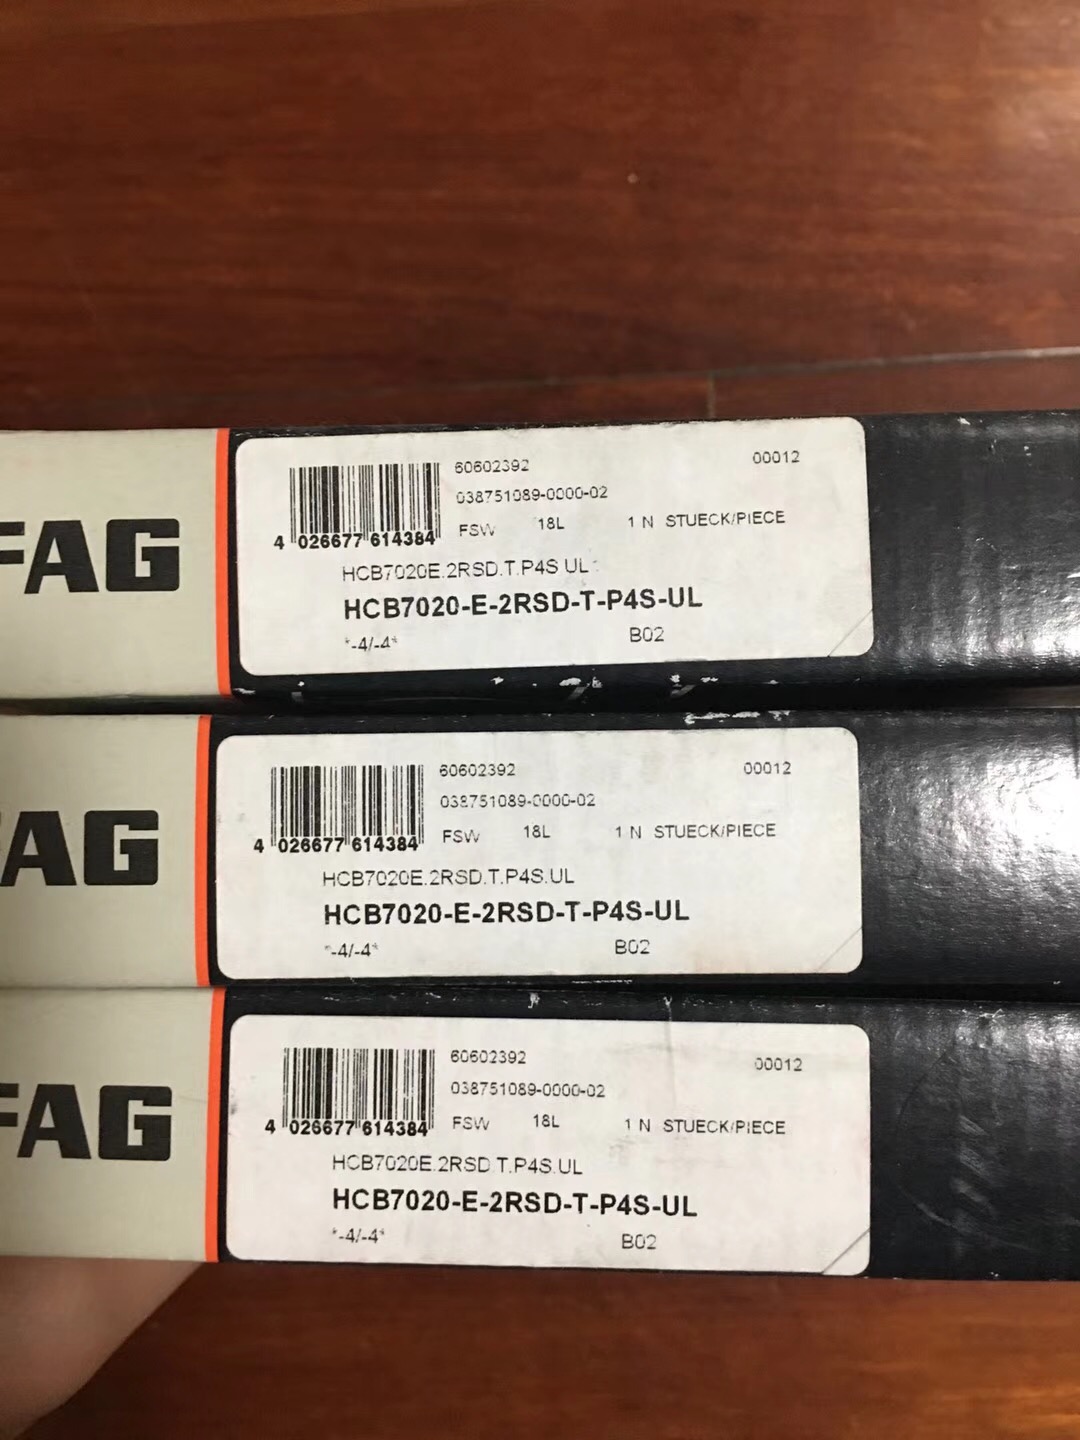 FAG
60602392 00012
038751089-0000-02
FSW 18L 1 N STUECK/PIECE
4 026677 614384
HCB7020E.2RSD.T.P4S.UL
HCB7020-E-2RSD-T-P4S-UL
*-4/-4* B02
AG
60602392 00012
038751089-0000-02
FSW 18L 1 N STUECK/PIECE
4 026677 614384
HCB7020E.2RSD.T.P4S.UL
HCB7020-E-2RSD-T-P4S-UL
*-4/-4* B02
FAG
60602392 00012
038751089-0000-02
FSW 18L 1 N STUECK/PIECE
4 026677 614384
HCB7020E.2RSD.T.P4S.UL
HCB7020-E-2RSD-T-P4S-UL
*-4/-4* B02